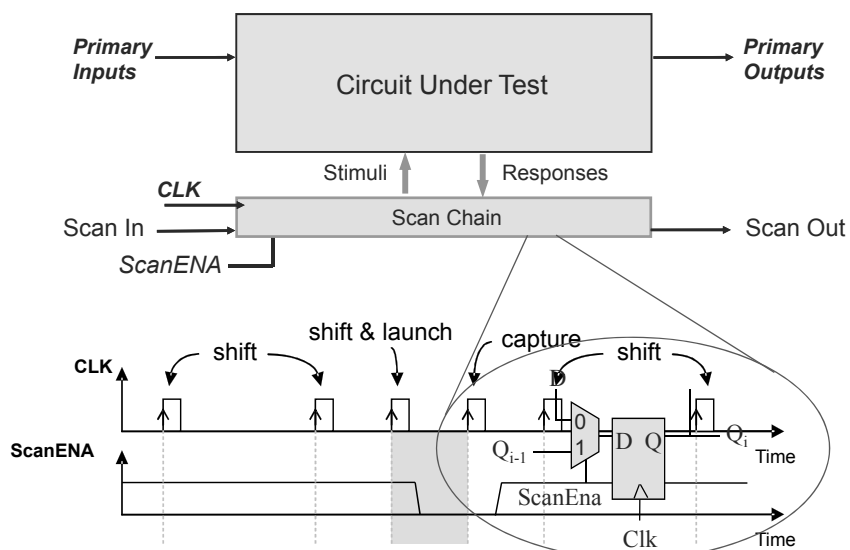 Primary
Inputs
Circuit Under Test
Primary
Outputs
Stimuli
Responses
CLK
Scan In
Scan Chain
Scan Out
ScanENA
shift
shift & launch
capture
shift
CLK
D
0
1
D Q
Qi-1
Qi
Time
ScanENA
ScanEna
Clk
Time